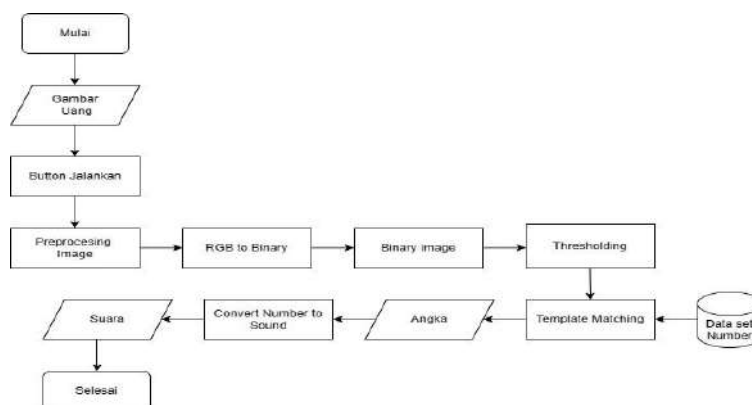 Mulai
Gambar
Uang
Button Jalankan
Preprocesing
Image
RGB to Binary
Binary Image
Thresholding
Suara
Convert Number to
Sound
Angka
Template Matching
Data set
Number
Selesai